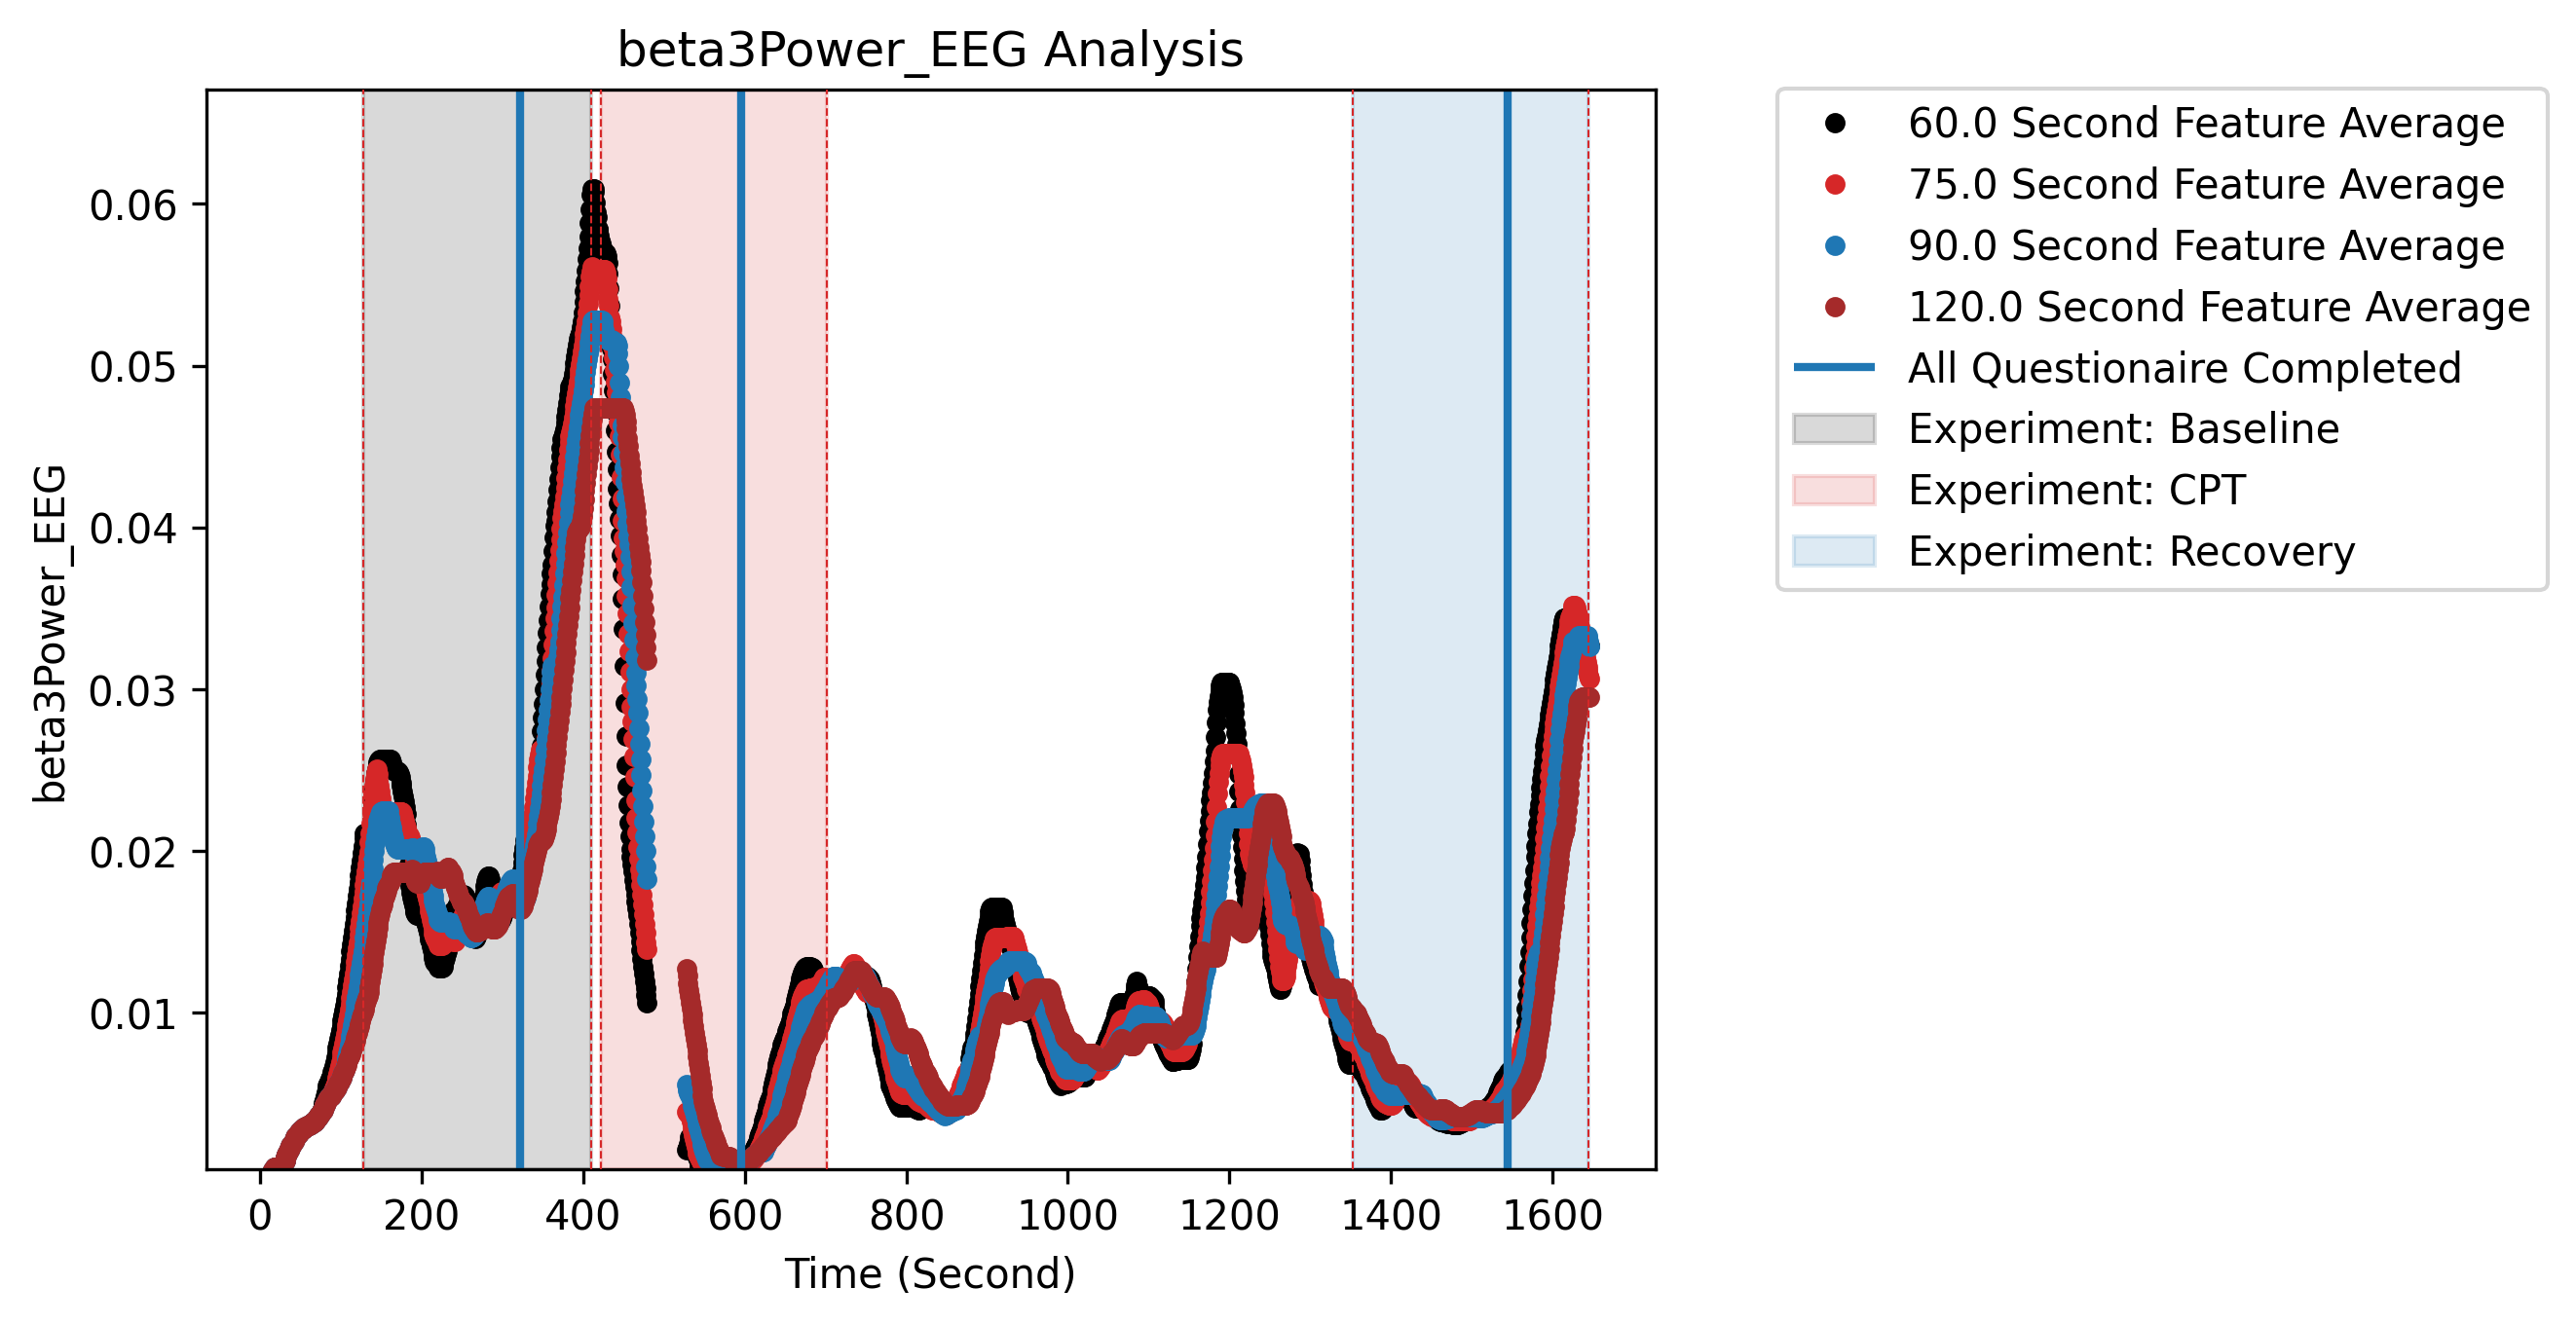 beta3Power_EEG Analysis
60.0 Second Feature Average
75.0 Second Feature Average
90.0 Second Feature Average
120.0 Second Feature Average
All Questionaire Completed
Experiment: Baseline
Experiment: CPT
Experiment: Recovery
beta3Power_EEG
0.06
0.05
0.04
0.03
0.02
0.01
0 200 400 600 800 1000 1200 1400 1600
Time (Second)